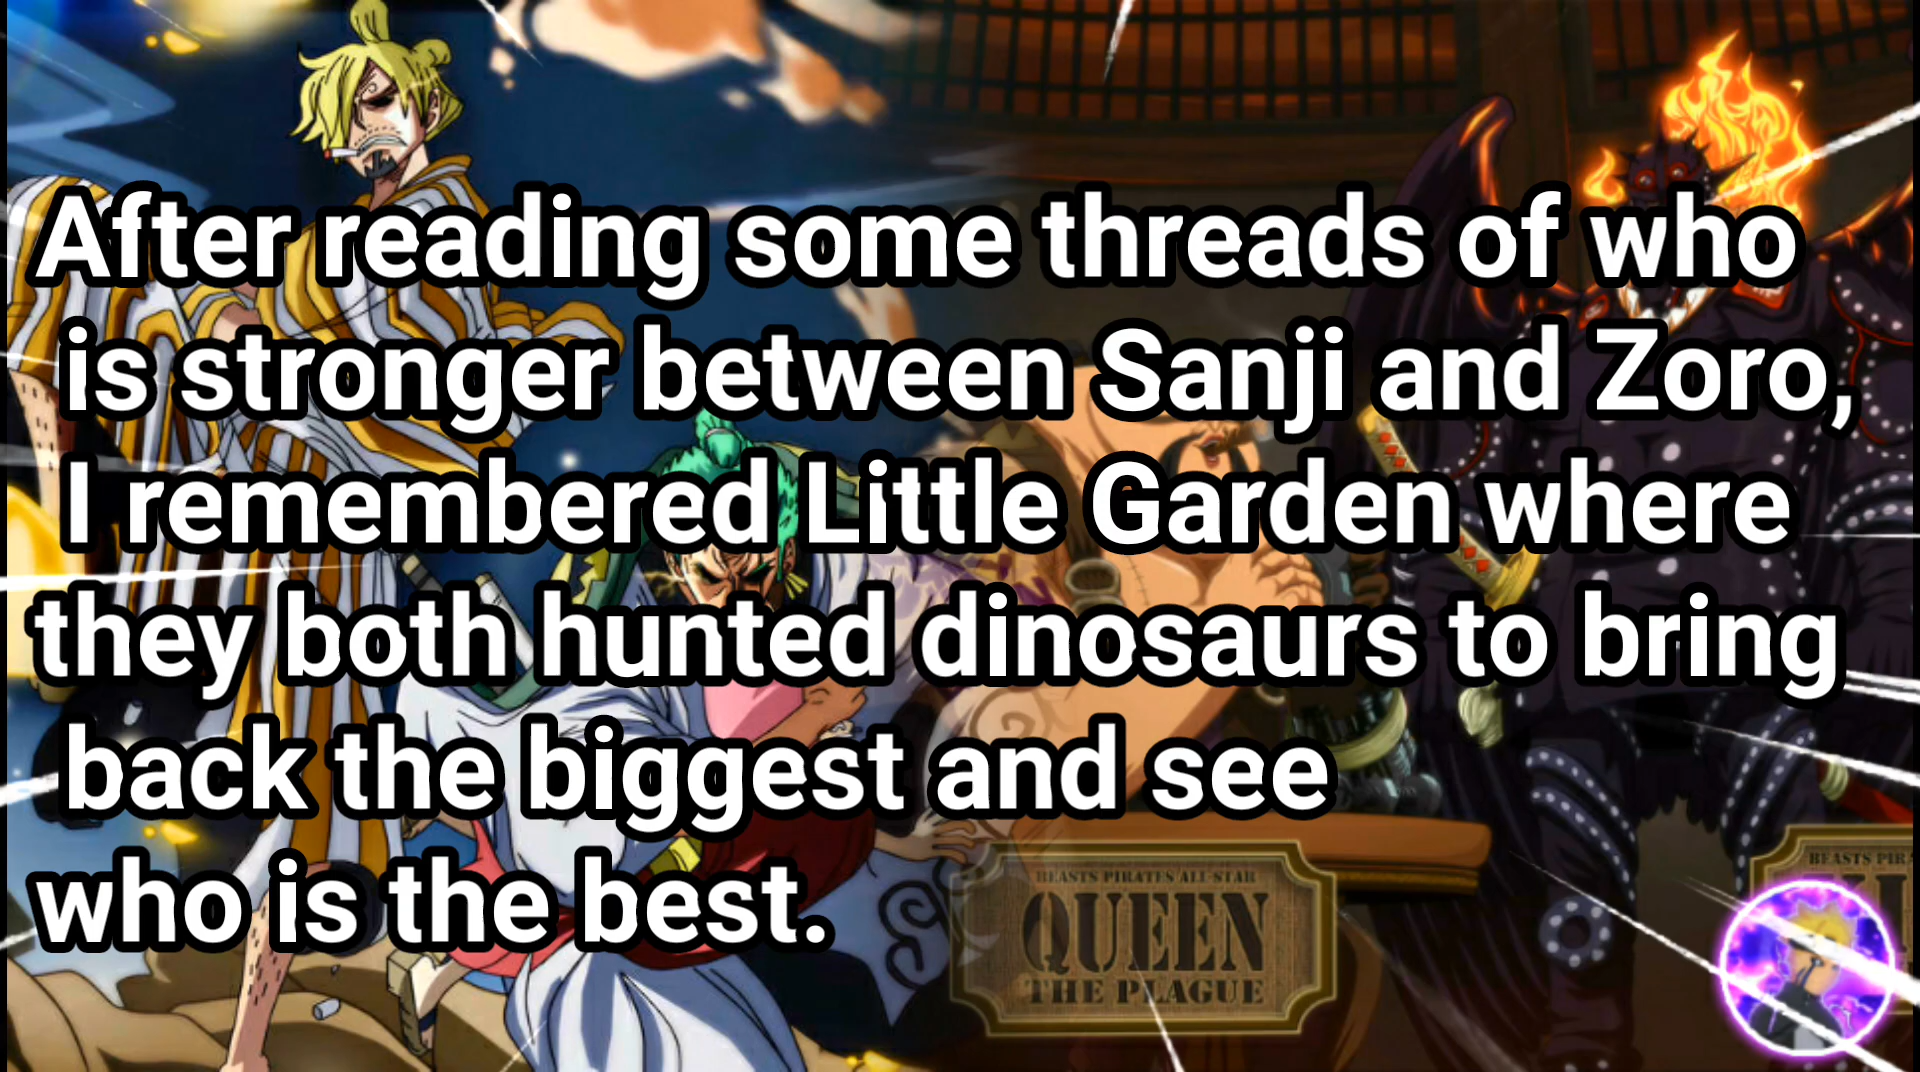 After reading some threads of who
is stronger between Sanji and Zoro,
I remembered Little Garden where
they both hunted dinosaurs to bring
back the biggest and see
who is the best.
BEASTS PIRATES ALL-STAR
QUEEN
THE PLAGUE
BEASTS